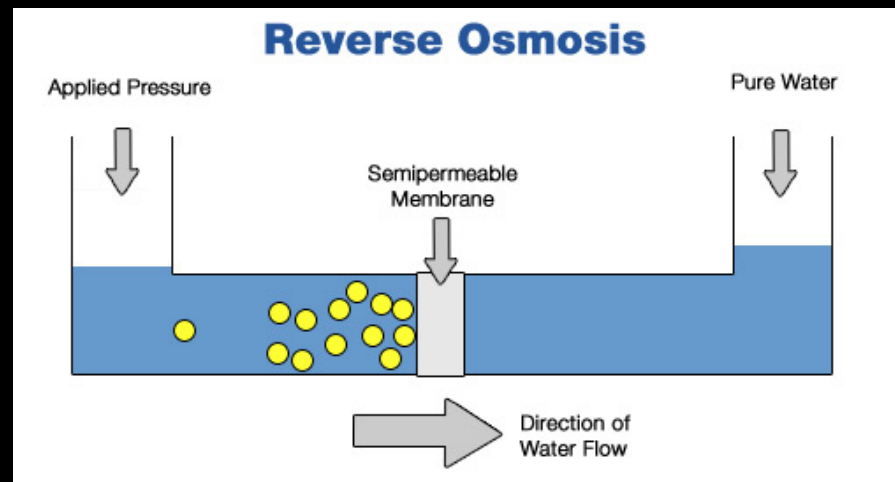 Reverse Osmosis
Applied Pressure
Pure Water
Semipermeable
Membrane
Direction of
Water Flow